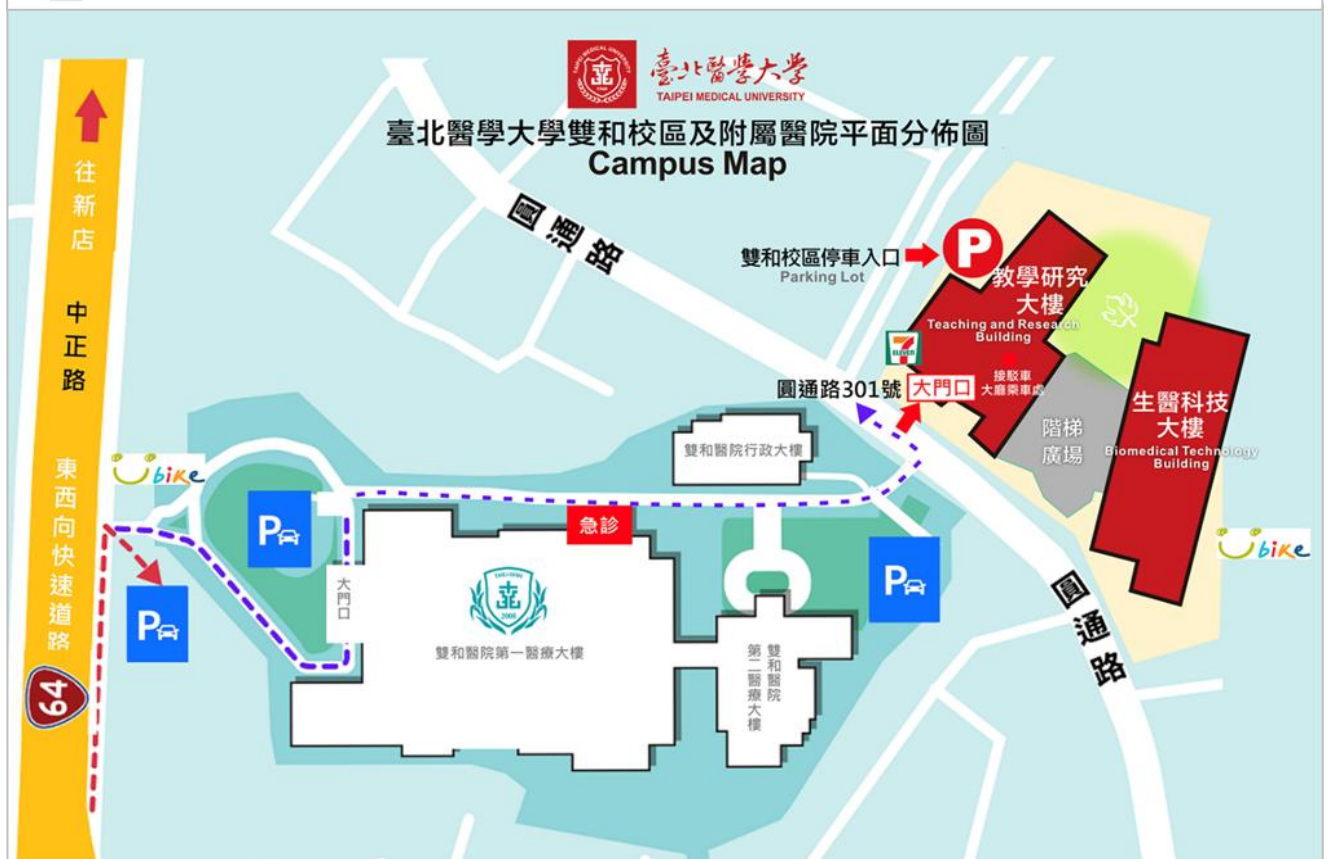 臺北醫學大学
TAIPEI MEDICAL UNIVERSITY
臺北醫學大學雙和校區及附屬醫院平面分佈圖
Campus Map
往新店
中正路
東西向快速道路
64
圓通路
雙和校區停車入口
Parking Lot
P
教學研究
大樓
Teaching and Research
Building
7
ELEVEN
圓通路301號
大門口
接駁車
大廳乘車處
階梯
廣場
生醫科技
大樓
Biomedical Technology
Building
雙和醫院行政大樓
Ubike
P
急診
P
大門口
P
2008
雙和醫院第一醫療大樓
雙和醫院
第二醫療大樓
Ubike
圓通路